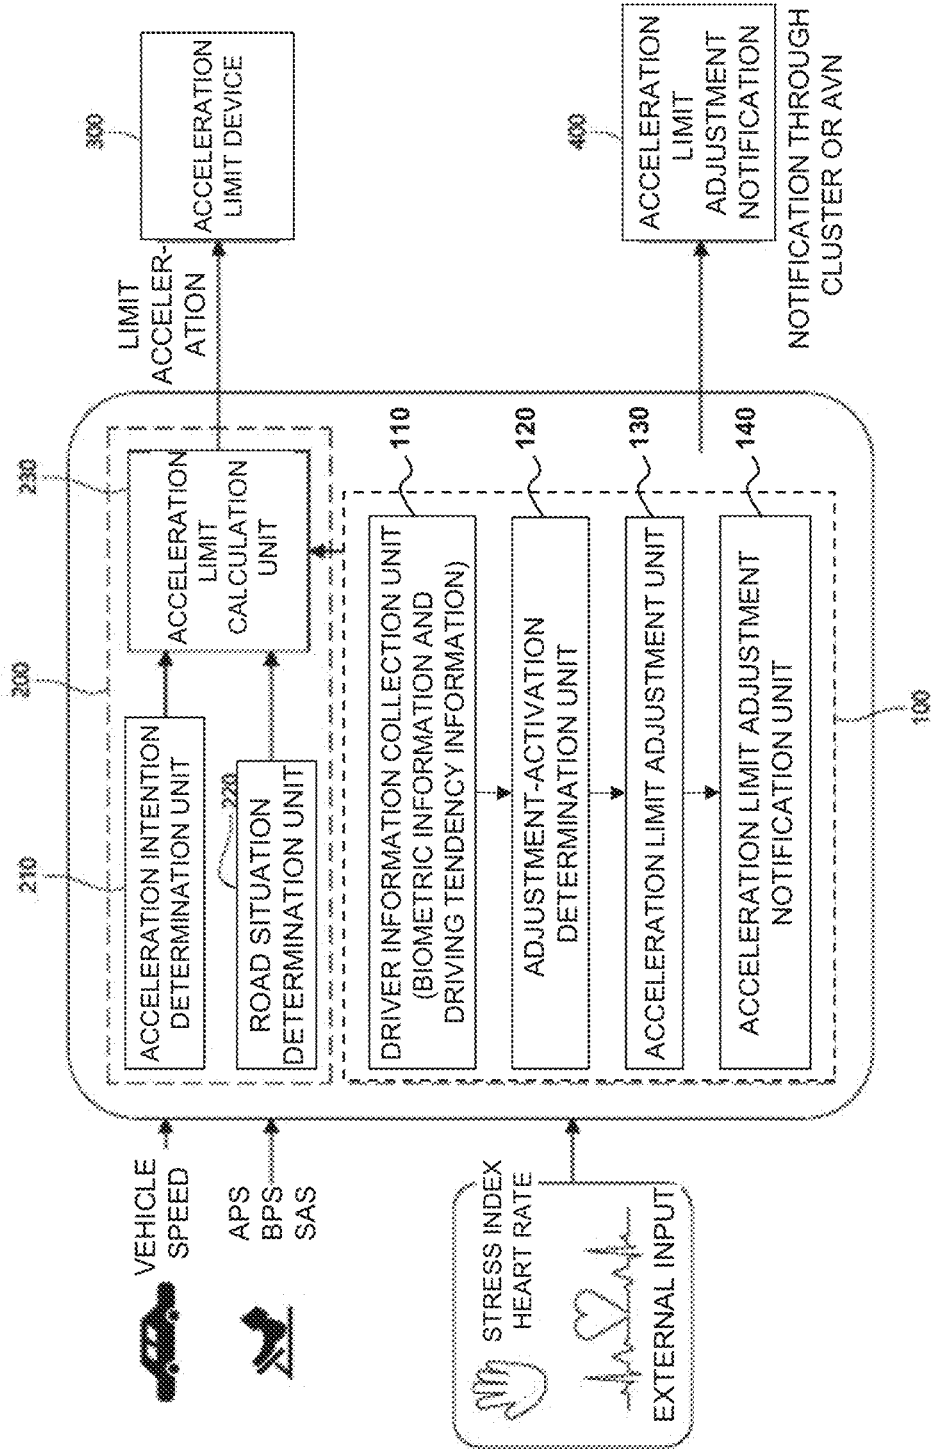 VEHICLE
SPEED
APS
BPS
SAS
STRESS INDEX
HEART RATE
EXTERNAL INPUT
200
210
ACCELERATION INTENTION
DETERMINATION UNIT
220
ROAD SITUATION
DETERMINATION UNIT
230
ACCELERATION
LIMIT
CALCULATION
UNIT
DRIVER INFORMATION COLLECTION UNIT
(BIOMETRIC INFORMATION AND
DRIVING TENDENCY INFORMATION)
110
ADJUSTMENT-ACTIVATION
DETERMINATION UNIT
120
ACCELERATION LIMIT ADJUSTMENT UNIT
130
ACCELERATION LIMIT ADJUSTMENT
NOTIFICATION UNIT
140
100
LIMIT
ACCELER-
ATION
300
ACCELERATION
LIMIT DEVICE
400
ACCELERATION
LIMIT
ADJUSTMENT
NOTIFICATION
NOTIFICATION THROUGH
CLUSTER OR AVN